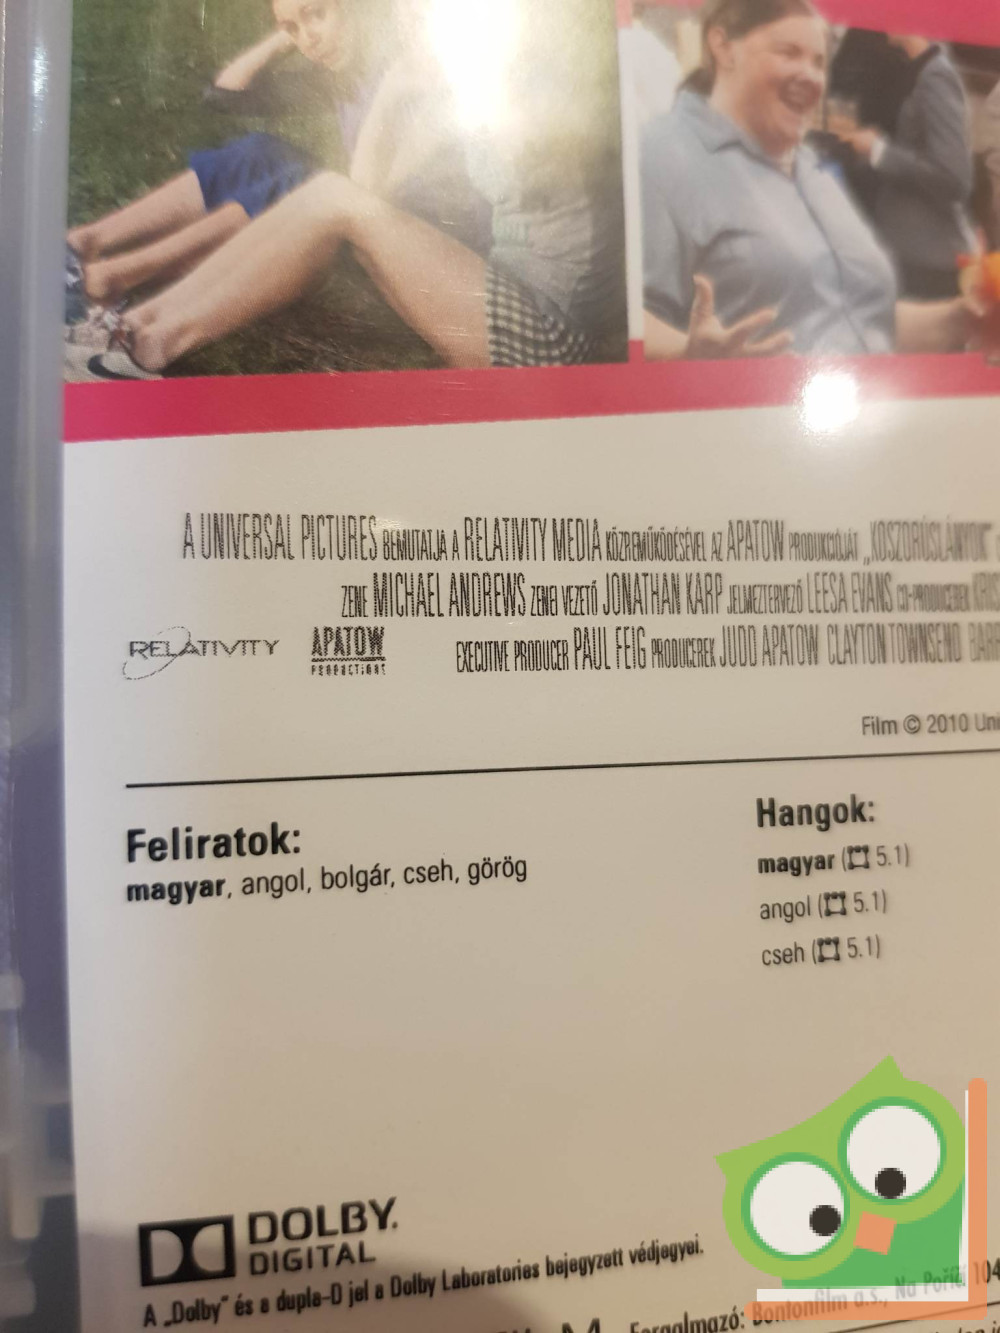 A UNIVERSAL PICTURES BEMUTATJA A RELATIVITY MEDIA KÖZREMŰKÖDÉSÉVEL AZ APATOW PRODUKCIÓJÁT „KOSZORÚSLÁNYOK”
ZENE MICHAEL ANDREWS ZENEI VEZETŐ JONATHAN KARP JELMEZTERVEZŐ LEESA EVANS CO-PRODUCEREK
RELATIVITY
APATOW
PRODUCTIONS
EXECUTIVE PRODUCER PAUL FEIG PRODUCEREK JUDD APATOW CLAYTON TOWNSEND
Film © 2010
Feliratok:
magyar, angol, bolgár, cseh, görög
Hangok:
magyar (5.1)
angol (5.1)
cseh (5.1)
DOLBY
DIGITAL
A „Dolby” és a dupla-D jel a Dolby Laboratories bejegyzett védjegyei.
Forgalmazó: Bontonfilm a.s., Na Poříčí 104